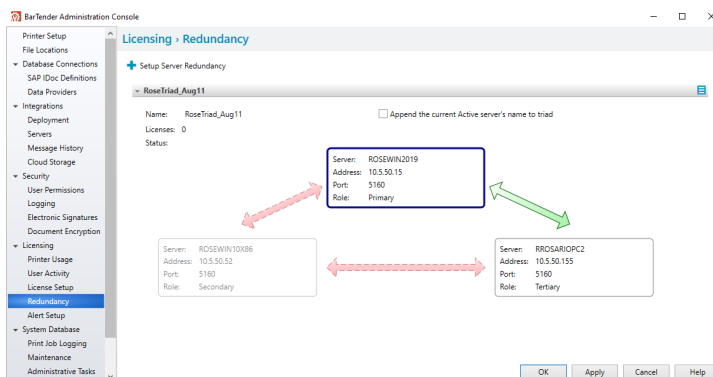 BarTender Administration Console
Printer Setup
File Locations
Database Connections
SAP IDoc Definitions
Data Providers
Integrations
Deployment
Servers
Message History
Cloud Storage
Security
User Permissions
Logging
Electronic Signatures
Document Encryption
Licensing
Printer Usage
User Activity
License Setup
Redundancy
Alert Setup
System Database
Print Job Logging
Maintenance
Administrative Tasks
Licensing › Redundancy
Setup Server Redundancy
RoseTriad_Aug11
Name: RoseTriad_Aug11
Append the current Active server's name to triad
Licenses: 0
Status:
Server: ROSEWIN2019
Address: 10.5.50.15
Port: 5160
Role: Primary
Server: ROSEWIN10X86
Address: 10.5.50.52
Port: 5160
Role: Secondary
Server: RROSARIOPC2
Address: 10.5.50.155
Port: 5160
Role: Tertiary
OK Apply Cancel Help